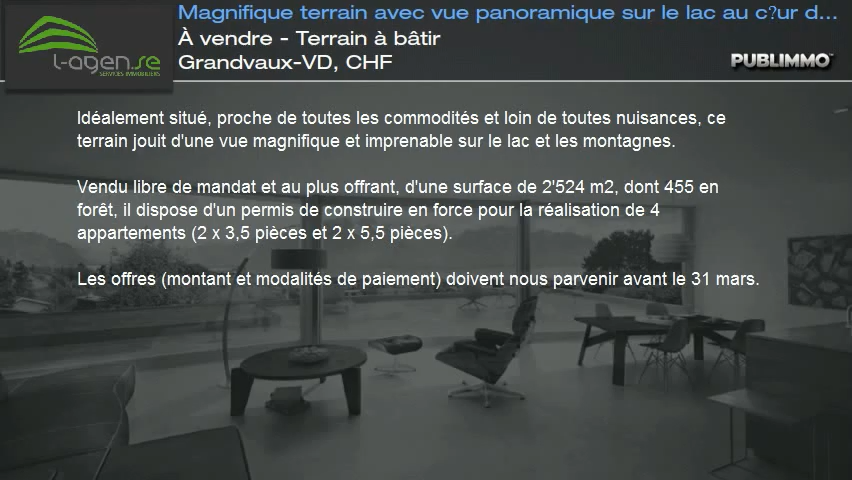 Magnifique terrain avec vue panoramique sur le lac au c?ur d...
l-agen.se
SERVICES IMMOBILIERS
À vendre - Terrain à bâtir
Grandvaux-VD, CHF
PUBLIMMO
Idéalement situé, proche de toutes les commodités et loin de toutes nuisances, ce
terrain jouit d'une vue magnifique et imprenable sur le lac et les montagnes.
Vendu libre de mandat et au plus offrant, d'une surface de 2'524 m2, dont 455 en
forêt, il dispose d'un permis de construire en force pour la réalisation de 4
appartements (2 x 3,5 pièces et 2 x 5,5 pièces).
Les offres (montant et modalités de paiement) doivent nous parvenir avant le 31 mars.